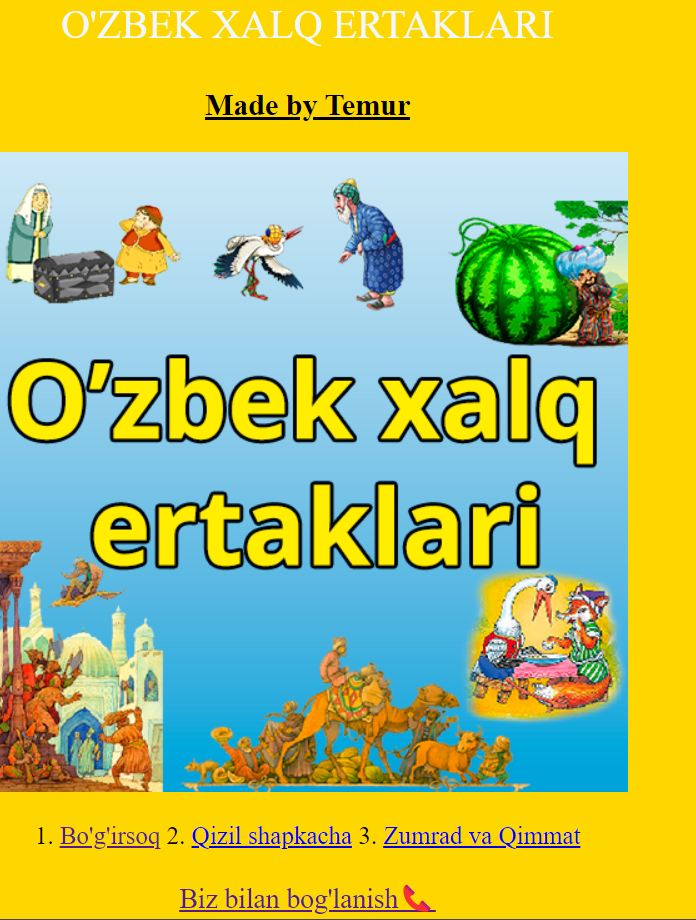 O'ZBEK XALQ ERTAKLARI
Made by Temur
O’zbek xalq
ertaklari
1. Bo'g'irsoq 2. Qizil shapkacha 3. Zumrad va Qimmat
Biz bilan bog'lanish📞